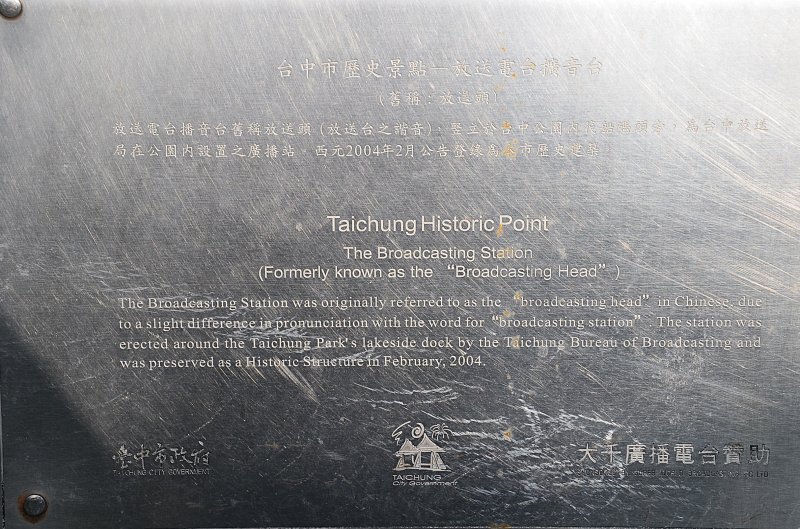 台中市歷史景點—放送電台擴音台
(舊稱：放送頭)
放送電台播音台舊稱放送頭 (放送台之諧音)，豎立於台中公園內 船碼頭旁，為台中放送
局在公園內設置之廣播站。西元2004年2月公告登錄為 市歷史建築。
Taichung Historic Point
The Broadcasting Station
(Formerly known as the “Broadcasting Head”)
The Broadcasting Station was originally referred to as the “broadcasting head” in Chinese, due
to a slight difference in pronunciation with the word for “broadcasting station”. The station was
erected around the Taichung Park's lakeside dock by the Taichung Bureau of Broadcasting and
was preserved as a Historic Structure in February, 2004.
臺中市政府
TAICHUNG CITY GOVERNMENT
TAICHUNG
City Government
大千廣播電台贊助